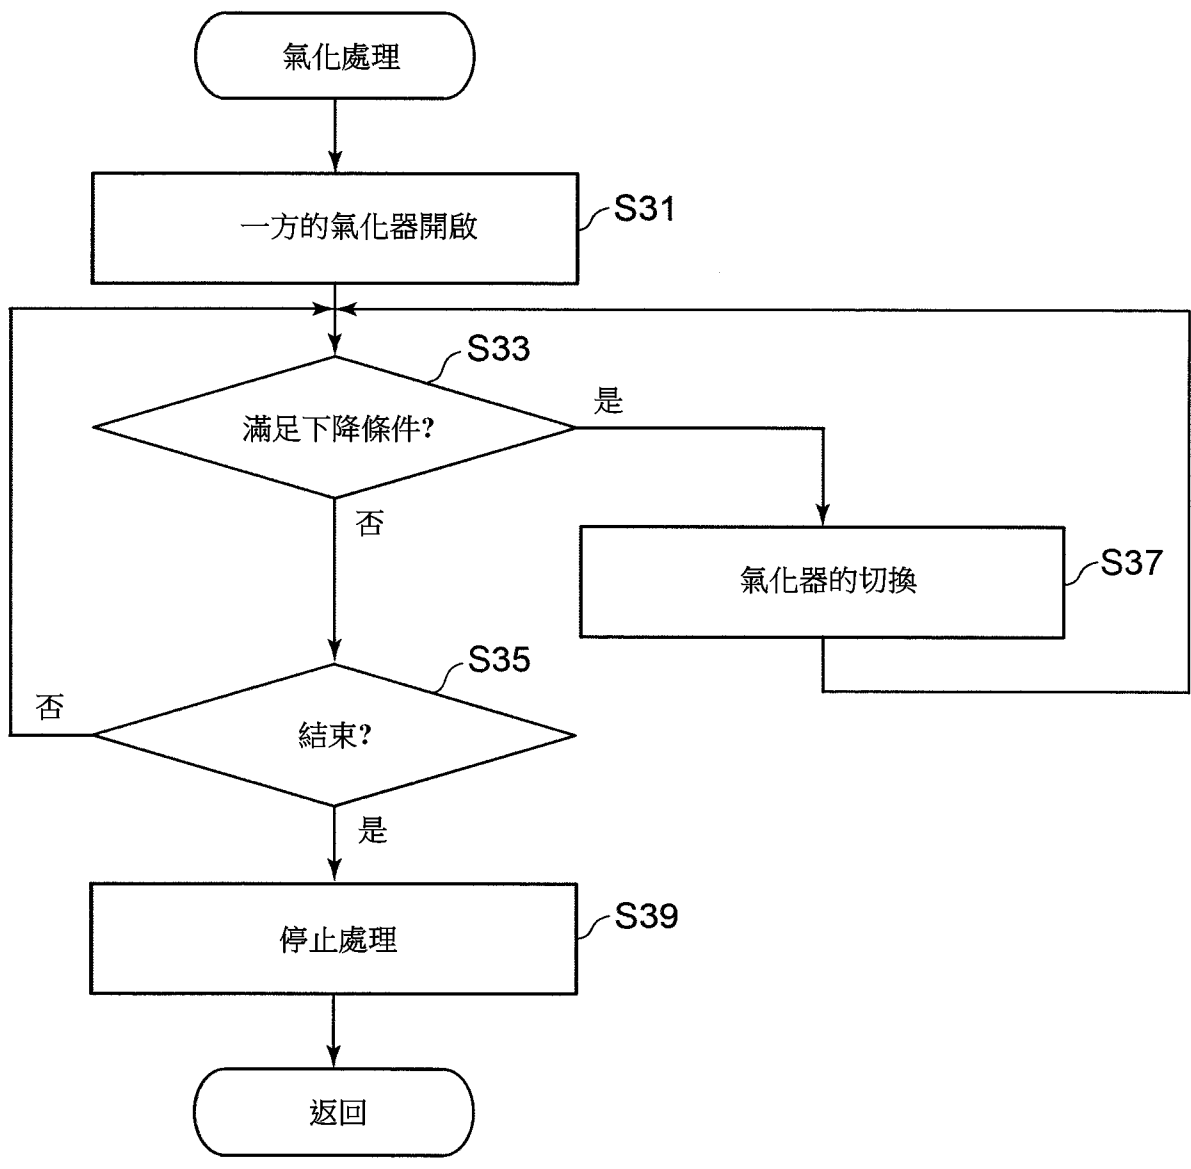 氣化處理
一方的氣化器開啟
S31
S33
滿足下降條件?
是
否
氣化器的切換
S37
S35
否
結束?
是
停止處理
S39
返回